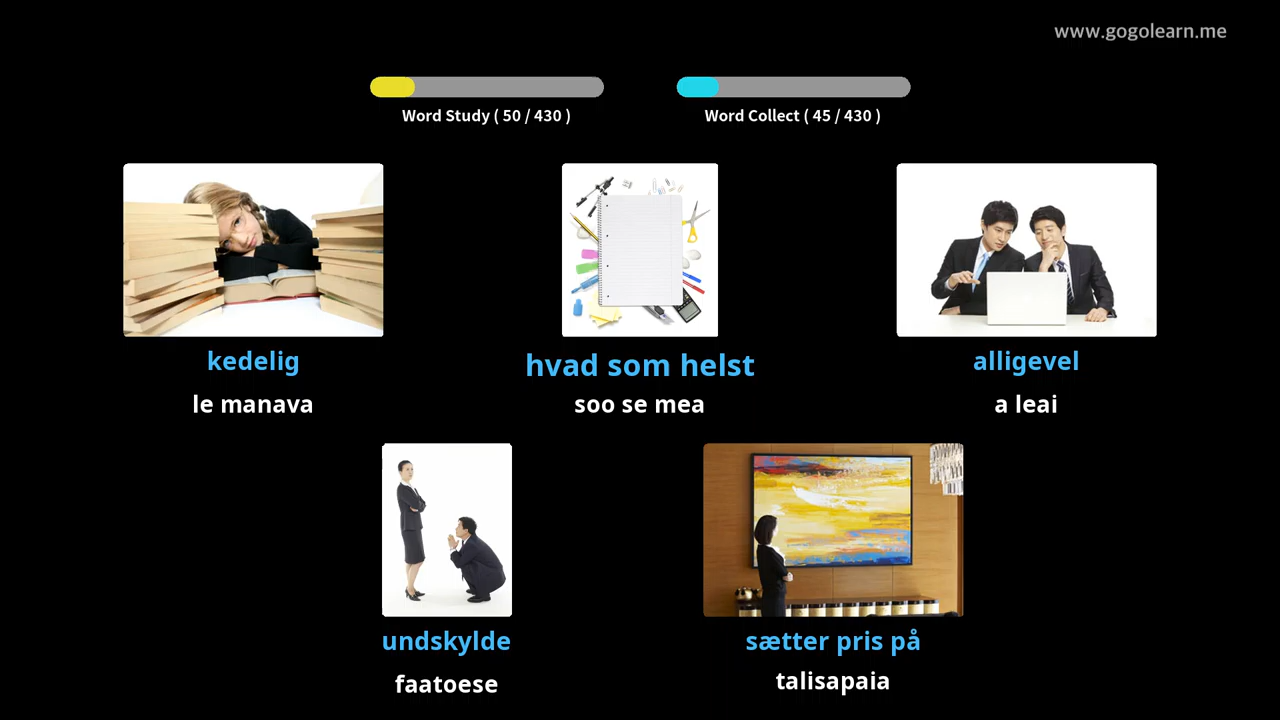 www.gogolearn.me
Word Study ( 50 / 430 )
Word Collect ( 45 / 430 )
kedelig
le manava
hvad som helst
soo se mea
alligevel
a leai
undskylde
faatoese
sætter pris på
talisapaia